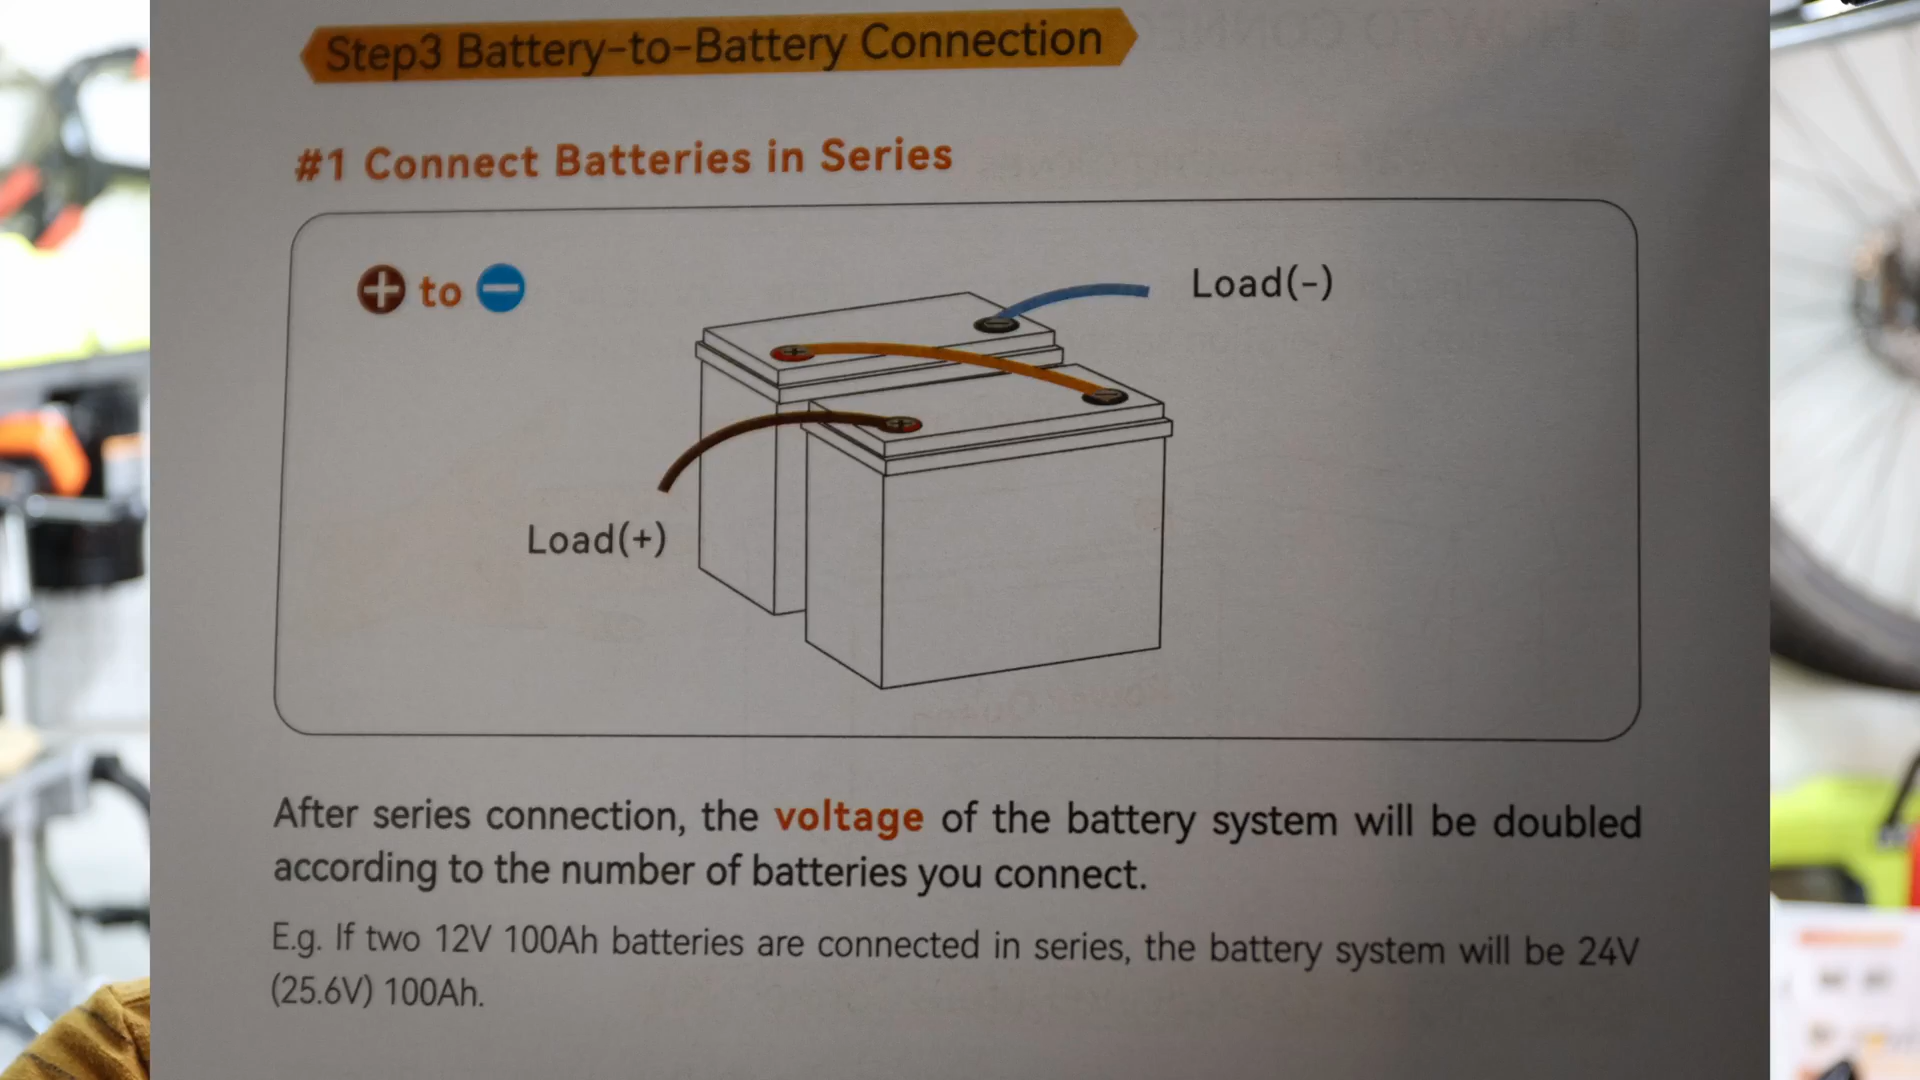 Step3 Battery-to-Battery Connection
#1 Connect Batteries in Series
+ to −
Load(-)
Load(+)
After series connection, the voltage of the battery system will be doubled
according to the number of batteries you connect.
E.g. If two 12V 100Ah batteries are connected in series, the battery system will be 24V
(25.6V) 100Ah.